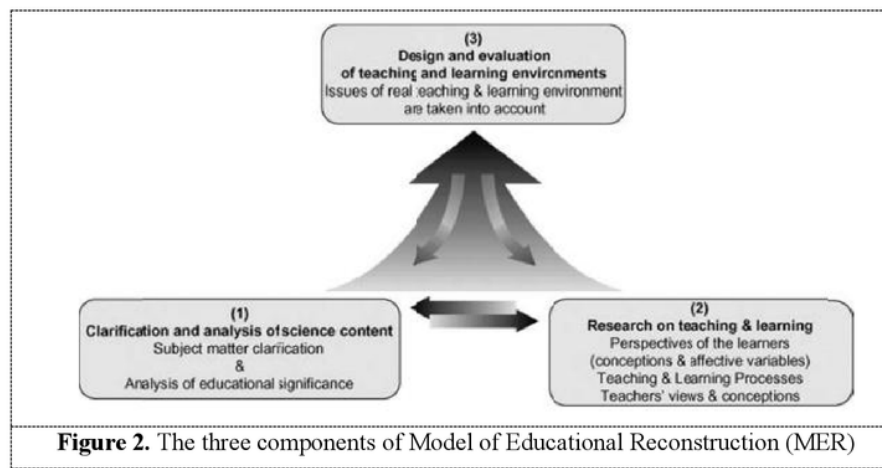 (3)
Design and evaluation
of teaching and learning environments
Issues of real teaching & learning environment
are taken into account
(1)
Clarification and analysis of science content
Subject matter clarification
&
Analysis of educational significance
(2)
Research on teaching & learning
Perspectives of the learners
(conceptions & affective variables)
Teaching & Learning Processes
Teachers' views & conceptions
Figure 2. The three components of Model of Educational Reconstruction (MER)